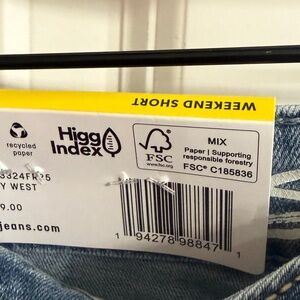 WEEKEND SHORT
recycled
paper
Higg
Index
FSC
www.fsc.org
MIX
Paper | Supporting
responsible forestry
FSC® C185836
Y WEST
9.00
jeans.com
1 94278 98847 1